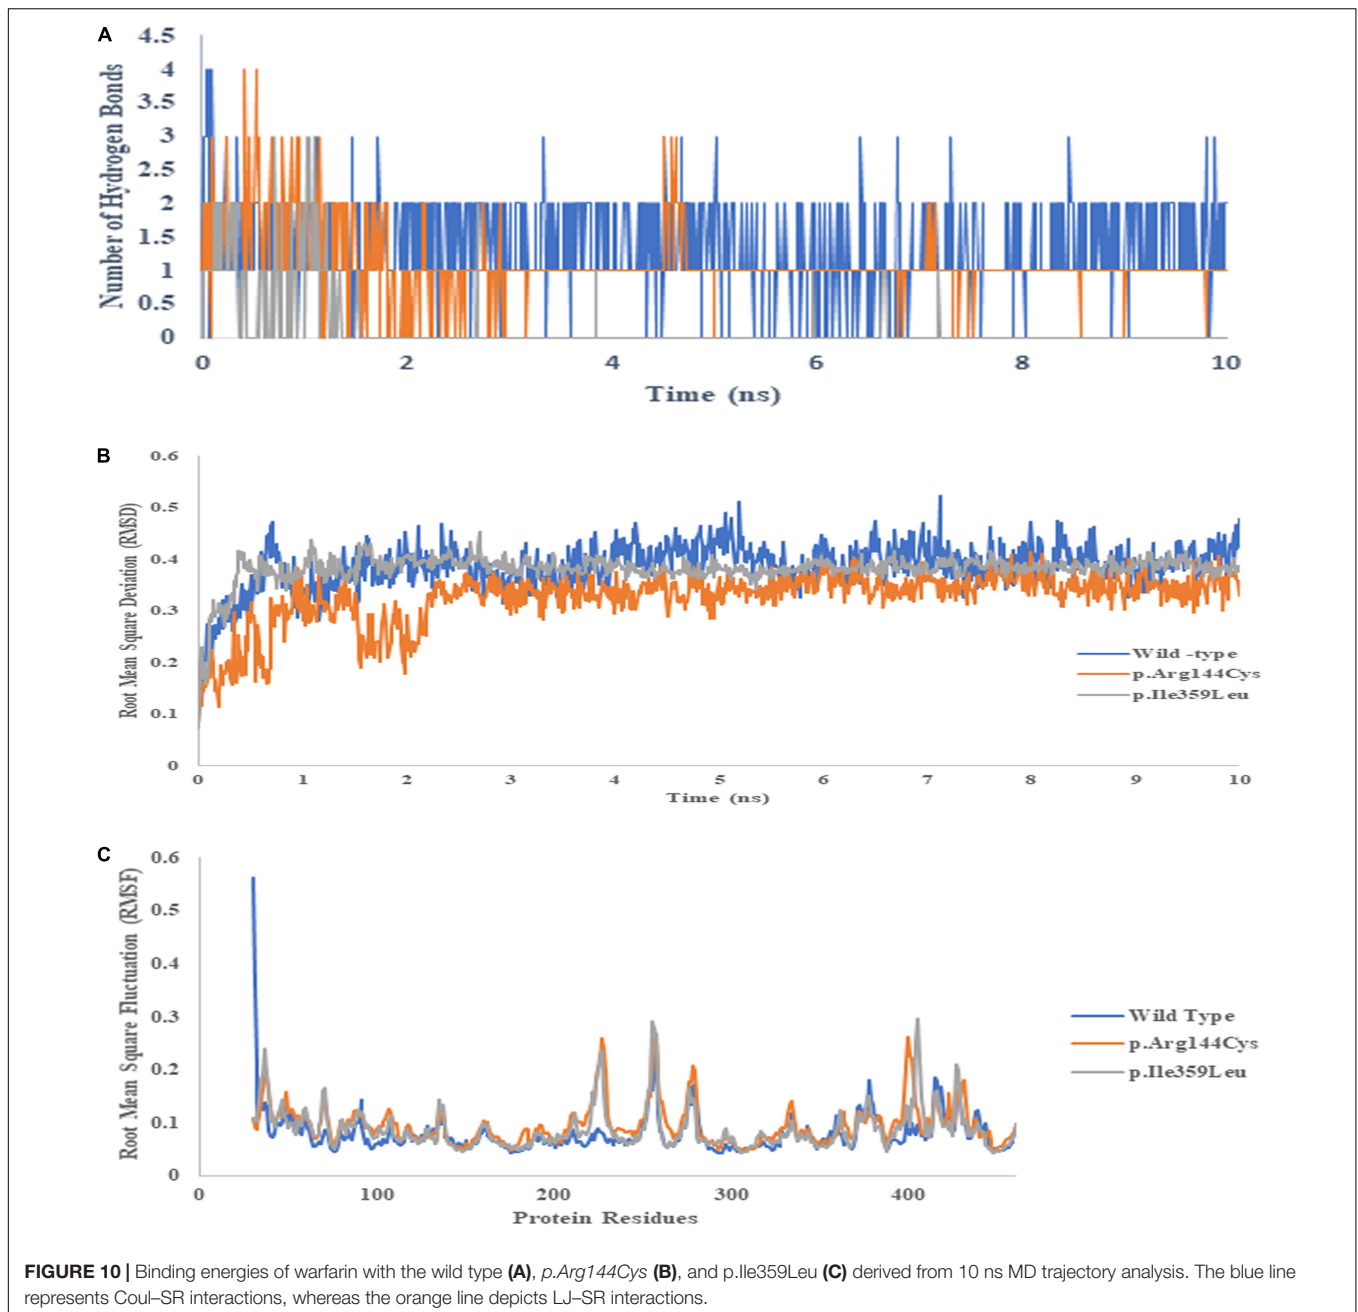 A
4.5
4
3.5
3
2.5
2
1.5
1
0.5
0
Number of Hydrogen Bonds
0 2 4 6 8 10
Time (ns)
B
0.6
0.5
0.4
0.3
0.2
0.1
0
Root Mean Square Deviation (RMSD)
Wild -type
p.Arg144Cys
p.Ile359Leu
0 1 2 3 4 5 6 7 8 9 10
Time (ns)
C
0.6
0.5
0.4
0.3
0.2
0.1
0
Root Mean Square Fluctuation (RMSF)
Wild Type
p.Arg144Cys
p.Ile359Leu
0 100 200 300 400
Protein Residues
FIGURE 10 | Binding energies of warfarin with the wild type (A), p.Arg144Cys (B), and p.Ile359Leu (C) derived from 10 ns MD trajectory analysis. The blue line
represents Coul–SR interactions, whereas the orange line depicts LJ–SR interactions.